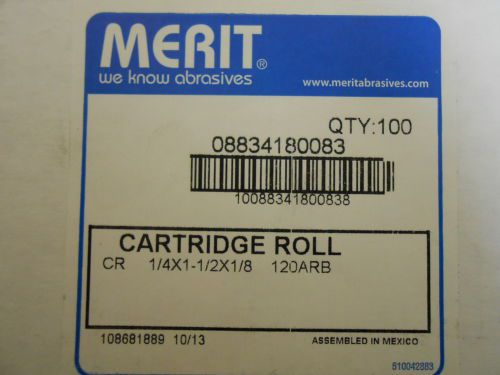 MERIT®
we know abrasives
www.meritabrasives.com
QTY:100
08834180083
10088341800838
CARTRIDGE ROLL
CR 1/4X1-1/2X1/8 120ARB
108681889 10/13
ASSEMBLED IN MEXICO
510042883